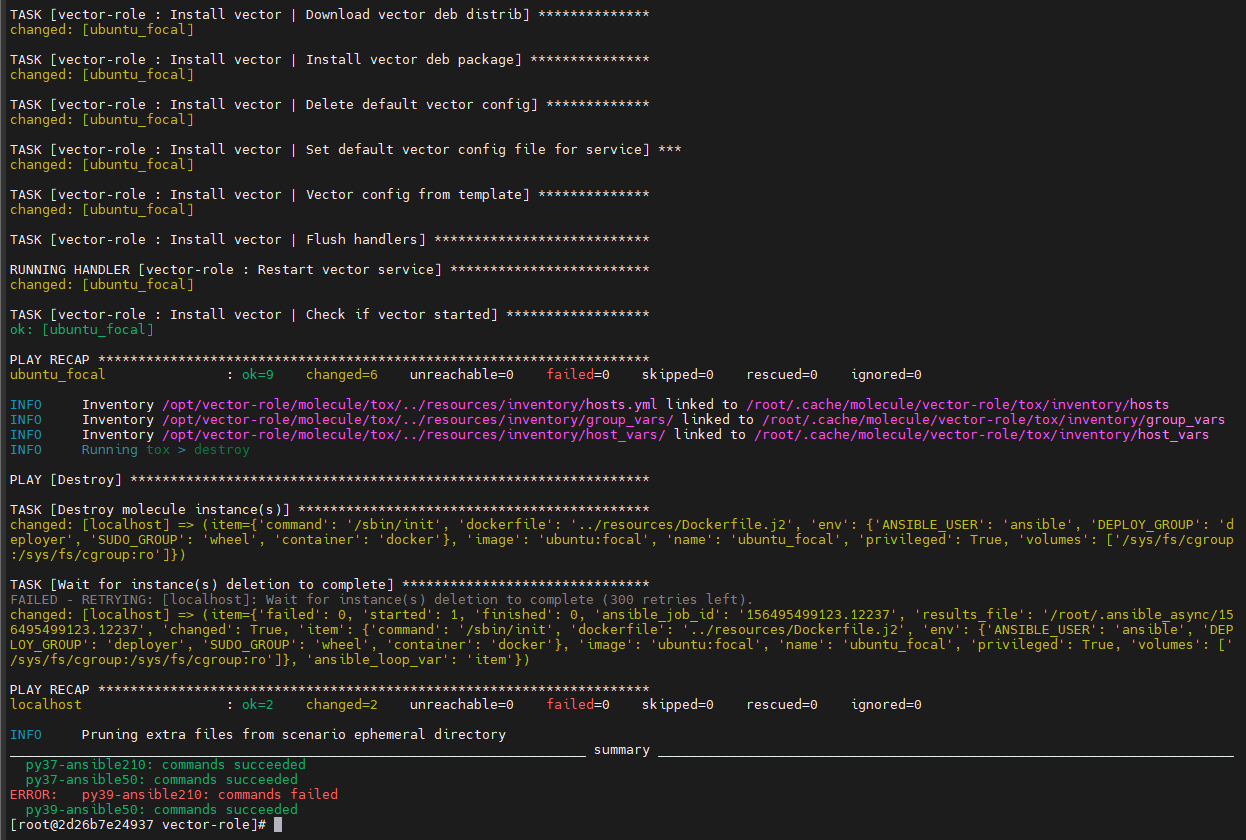 TASK [vector-role : Install vector | Download vector deb distrib] **************
changed: [ubuntu_focal]
TASK [vector-role : Install vector | Install vector deb package] ***************
changed: [ubuntu_focal]
TASK [vector-role : Install vector | Delete default vector config] *************
changed: [ubuntu_focal]
TASK [vector-role : Install vector | Set default vector config file for service] ***
changed: [ubuntu_focal]
TASK [vector-role : Install vector | Vector config from template] **************
changed: [ubuntu_focal]
TASK [vector-role : Install vector | Flush handlers] ***************************
RUNNING HANDLER [vector-role : Restart vector service] *************************
changed: [ubuntu_focal]
TASK [vector-role : Install vector | Check if vector started] ******************
ok: [ubuntu_focal]
PLAY RECAP *********************************************************************
ubuntu_focal               : ok=9    changed=6    unreachable=0    failed=0    skipped=0    rescued=0    ignored=0
INFO     Inventory /opt/vector-role/molecule/tox/../resources/inventory/hosts.yml linked to /root/.cache/molecule/vector-role/tox/inventory/hosts
INFO     Inventory /opt/vector-role/molecule/tox/../resources/inventory/group_vars/ linked to /root/.cache/molecule/vector-role/tox/inventory/group_vars
INFO     Inventory /opt/vector-role/molecule/tox/../resources/inventory/host_vars/ linked to /root/.cache/molecule/vector-role/tox/inventory/host_vars
INFO     Running tox > destroy
PLAY [Destroy] *****************************************************************
TASK [Destroy molecule instance(s)] ********************************************
changed: [localhost] => (item={'command': '/sbin/init', 'dockerfile': '../resources/Dockerfile.j2', 'env': {'ANSIBLE_USER': 'ansible', 'DEPLOY_GROUP': 'd
eployer', 'SUDO_GROUP': 'wheel', 'container': 'docker'}, 'image': 'ubuntu:focal', 'name': 'ubuntu_focal', 'privileged': True, 'volumes': ['/sys/fs/cgroup
:/sys/fs/cgroup:ro']})
TASK [Wait for instance(s) deletion to complete] *******************************
FAILED - RETRYING: [localhost]: Wait for instance(s) deletion to complete (300 retries left).
changed: [localhost] => (item={'failed': 0, 'started': 1, 'finished': 0, 'ansible_job_id': '156495499123.12237', 'results_file': '/root/.ansible_async/15
6495499123.12237', 'changed': True, 'item': {'command': '/sbin/init', 'dockerfile': '../resources/Dockerfile.j2', 'env': {'ANSIBLE_USER': 'ansible', 'DEP
LOY_GROUP': 'deployer', 'SUDO_GROUP': 'wheel', 'container': 'docker'}, 'image': 'ubuntu:focal', 'name': 'ubuntu_focal', 'privileged': True, 'volumes': ['
/sys/fs/cgroup:/sys/fs/cgroup:ro']}, 'ansible_loop_var': 'item'})
PLAY RECAP *********************************************************************
localhost                  : ok=2    changed=2    unreachable=0    failed=0    skipped=0    rescued=0    ignored=0
INFO     Pruning extra files from scenario ephemeral directory
________________________________________________________________________ summary ________________________________________________________________________
  py37-ansible210: commands succeeded
  py37-ansible50: commands succeeded
ERROR:   py39-ansible210: commands failed
  py39-ansible50: commands succeeded
[root@2d26b7e24937 vector-role]#